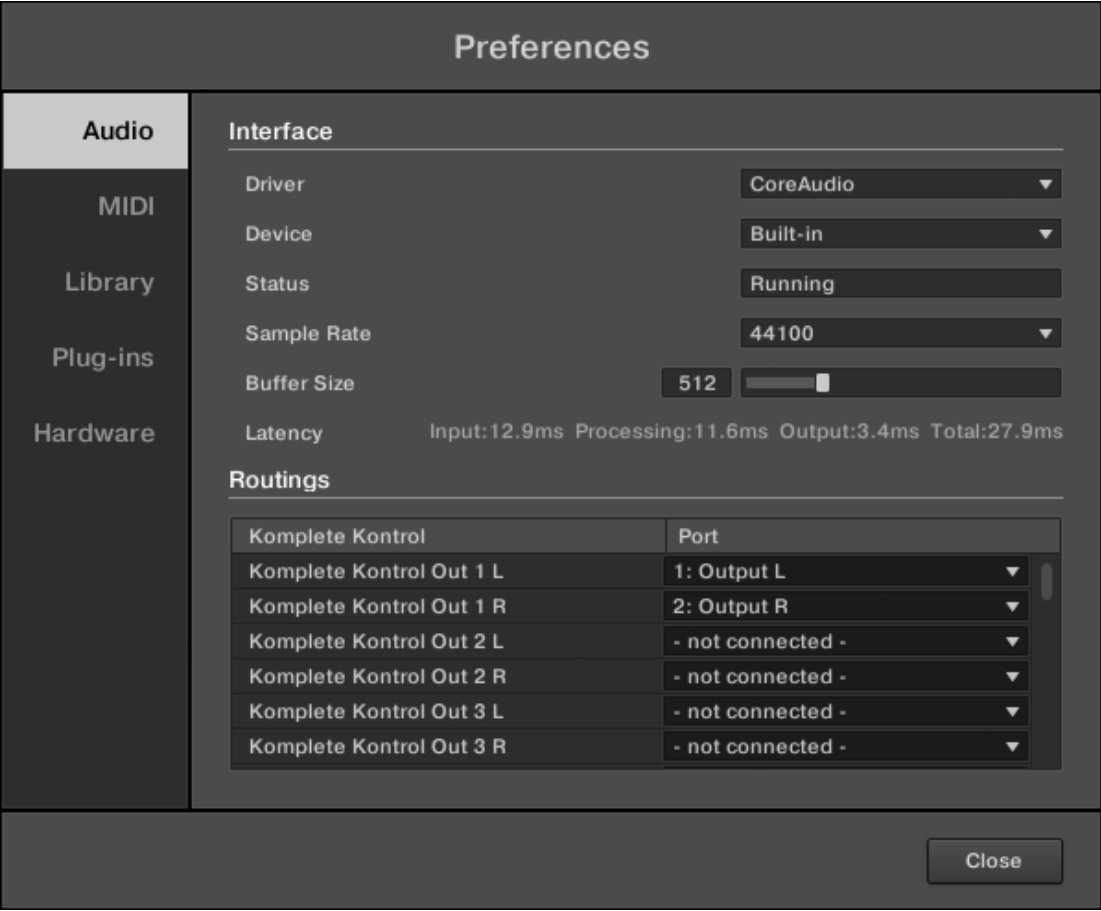 Preferences
Audio
MIDI
Library
Plug-ins
Hardware
Interface
Driver CoreAudio
Device Built-in
Status Running
Sample Rate 44100
Buffer Size 512
Latency Input:12.9ms Processing:11.6ms Output:3.4ms Total:27.9ms
Routings
Komplete Kontrol Port
Komplete Kontrol Out 1 L 1: Output L
Komplete Kontrol Out 1 R 2: Output R
Komplete Kontrol Out 2 L - not connected -
Komplete Kontrol Out 2 R - not connected -
Komplete Kontrol Out 3 L - not connected -
Komplete Kontrol Out 3 R - not connected -
Close